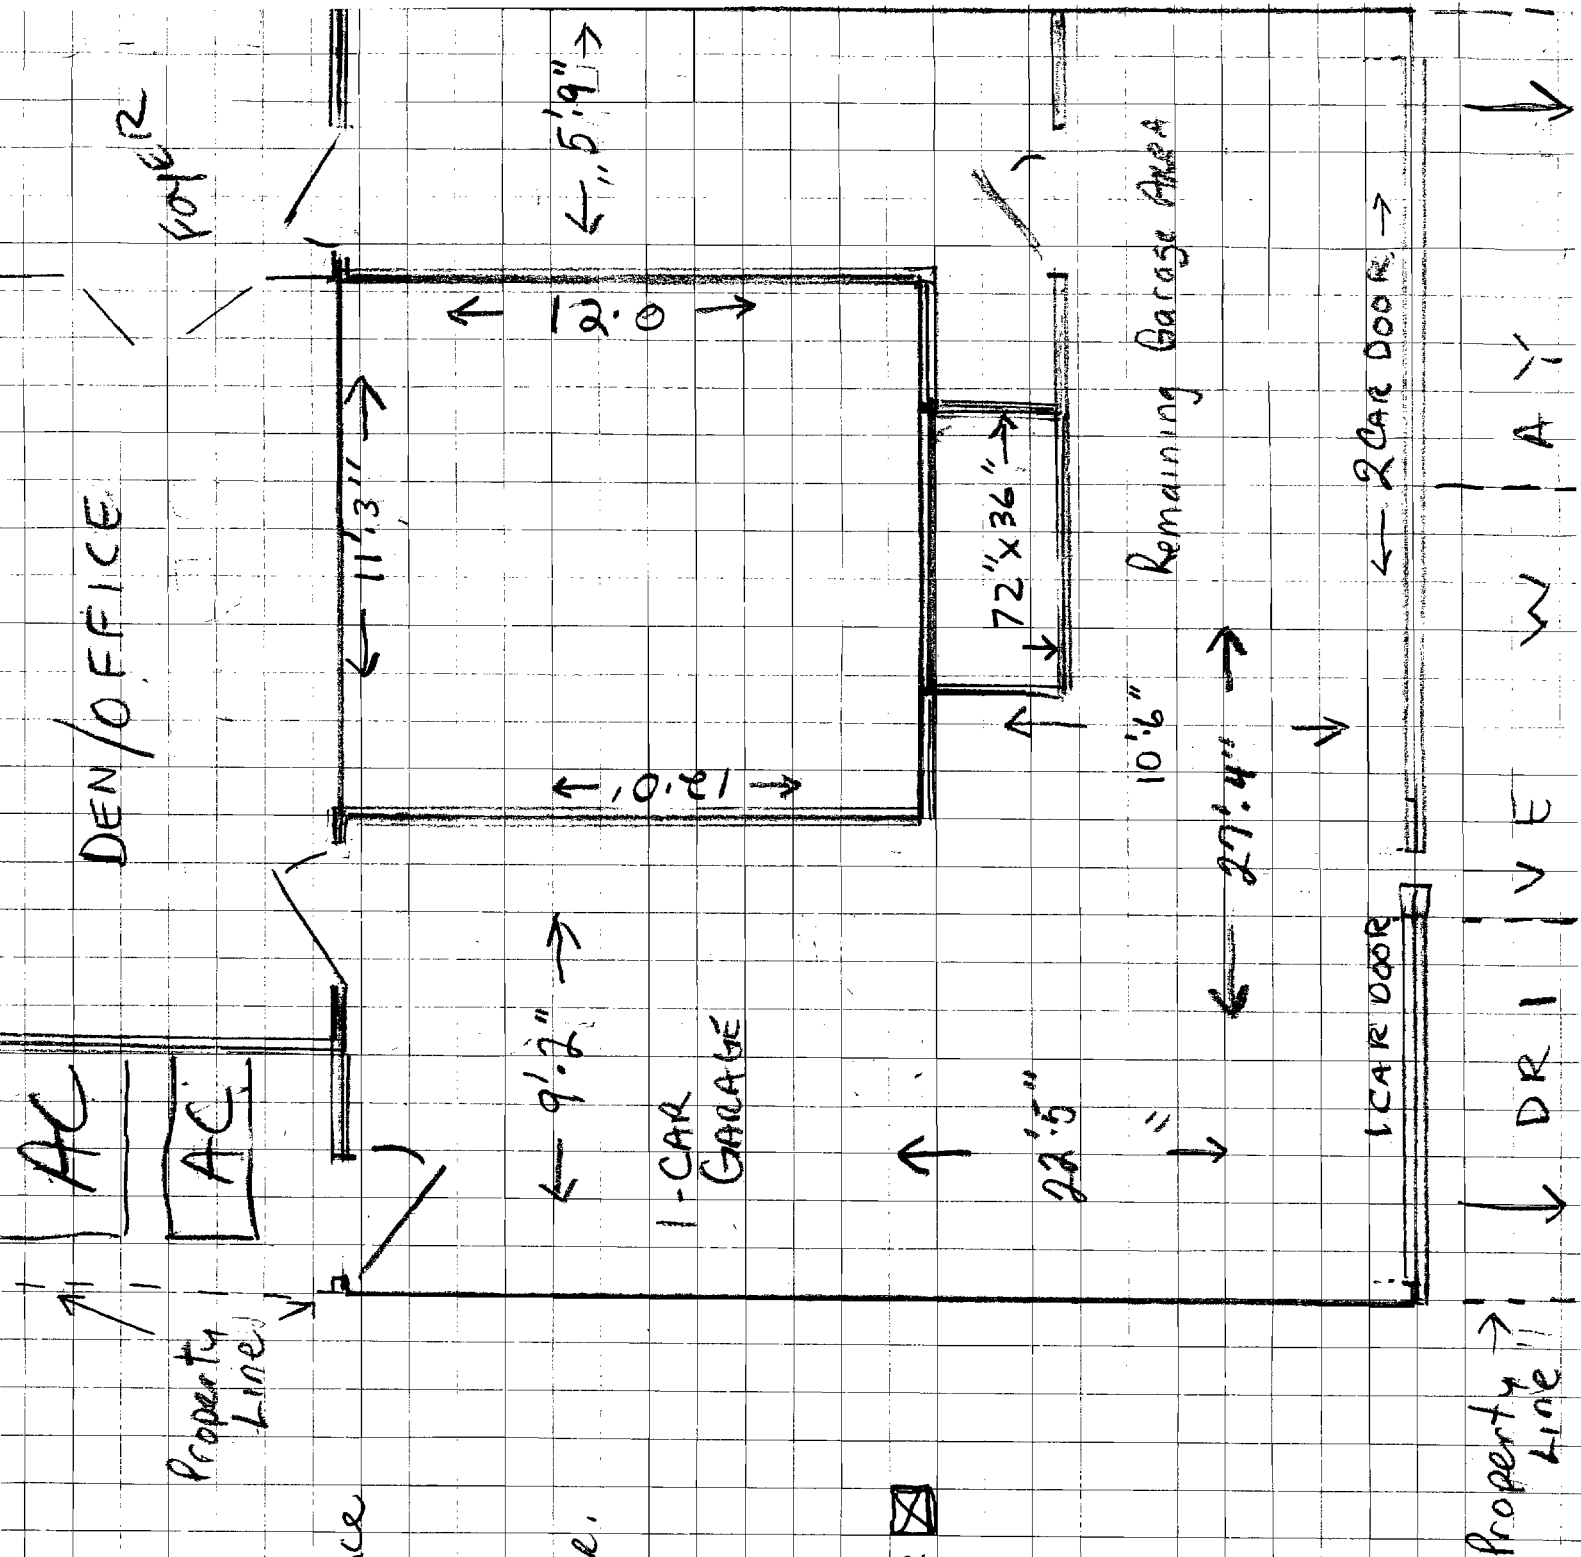 FOYER
DEN/OFFICE
AC
AC
Property
Line
5'.9"
12.0
11'.3"
12.0'
9'.2"
1-CAR
GARAGE
72"x36"
Remaining Garage Area
10'.6"
27'.4"
22'.5"
2 CAR DOOR
1 CAR DOOR
DRIVEWAY
Property
Line